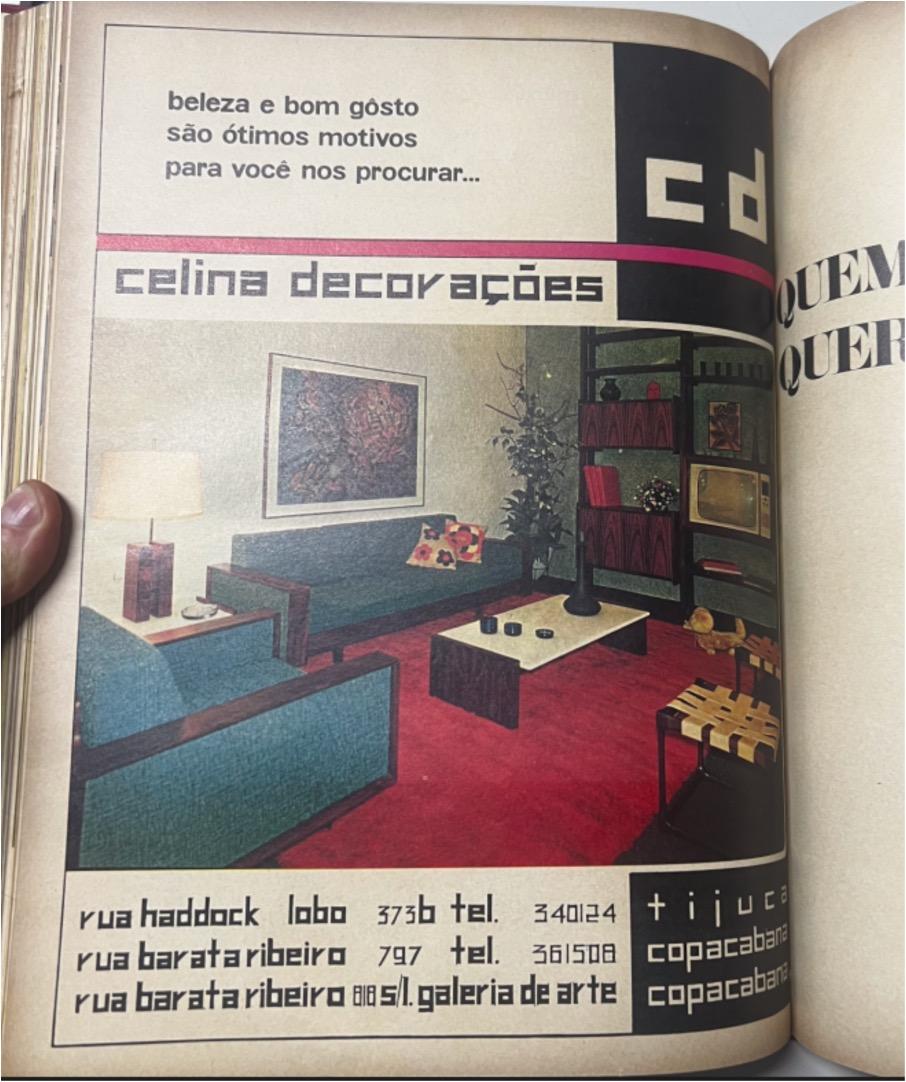 beleza e bom gôsto
são ótimos motivos
para você nos procurar...
cd
celina decorações
QUEM
QUER
rua haddock lobo 373b tel. 340124
tijuca
rua barata ribeiro 797 tel. 361508
copacabana
rua barata ribeiro 818 s/l. galeria de arte
copacabana